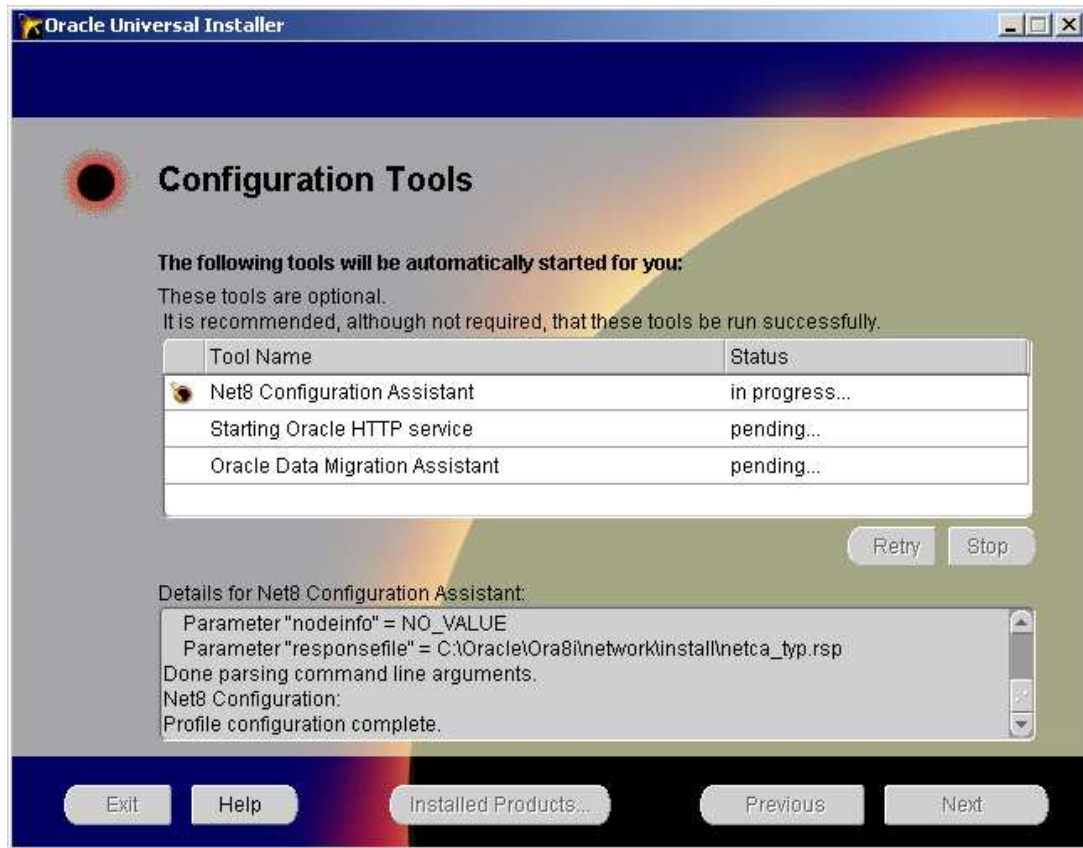 Oracle Universal Installer
Configuration Tools
The following tools will be automatically started for you:
These tools are optional.
It is recommended, although not required, that these tools be run successfully.
Tool Name Status
Net8 Configuration Assistant in progress...
Starting Oracle HTTP service pending...
Oracle Data Migration Assistant pending...
Retry Stop
Details for Net8 Configuration Assistant:
Parameter "nodeinfo" = NO_VALUE
Parameter "responsefile" = C:\Oracle\Ora8i\network\install\netca_typ.rsp
Done parsing command line arguments.
Net8 Configuration:
Profile configuration complete.
Exit Help Installed Products... Previous Next